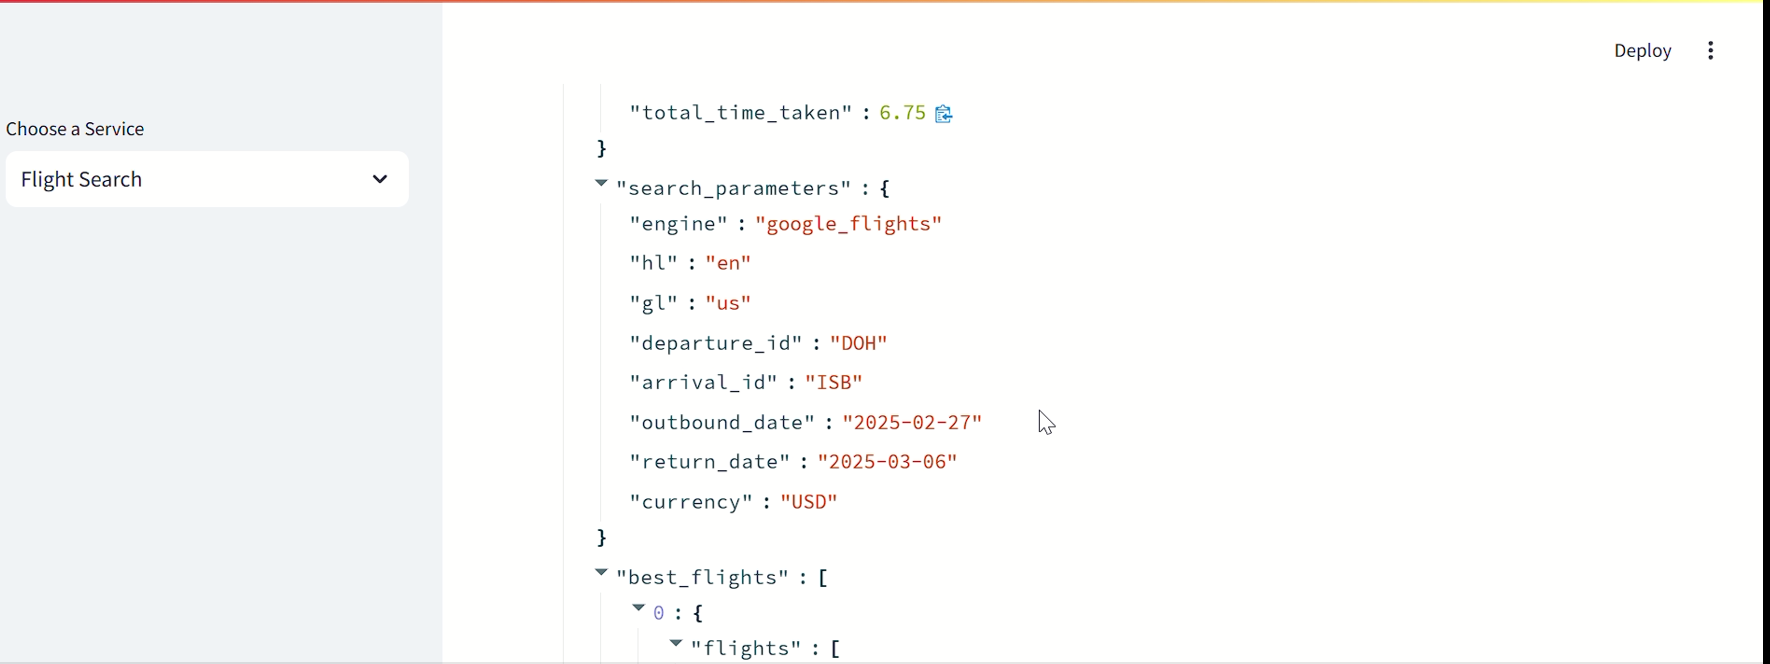 Deploy
Choose a Service
Flight Search
"total_time_taken" : 6.75
}
"search_parameters" : {
"engine" : "google_flights"
"hl" : "en"
"gl" : "us"
"departure_id" : "DOH"
"arrival_id" : "ISB"
"outbound_date" : "2025-02-27"
"return_date" : "2025-03-06"
"currency" : "USD"
}
"best_flights" : [
0 : {
"flights" : [